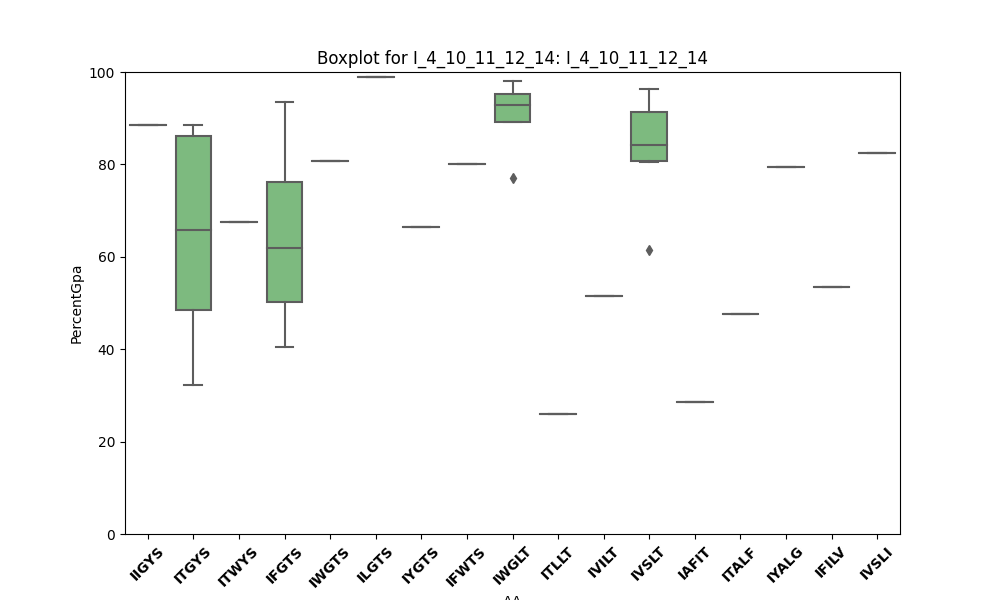 Boxplot for I_4_10_11_12_14: I_4_10_11_12_14
100
80
60
40
20
0
PercentGpa
IIGYS
ITGYS
ITWYS
IFGTS
IWGTS
ILGTS
IYGTS
IFWTS
IWGLT
ITLLT
IVILT
IVSLT
IAFIT
ITALF
IYALG
IFILV
IVSLI
AA